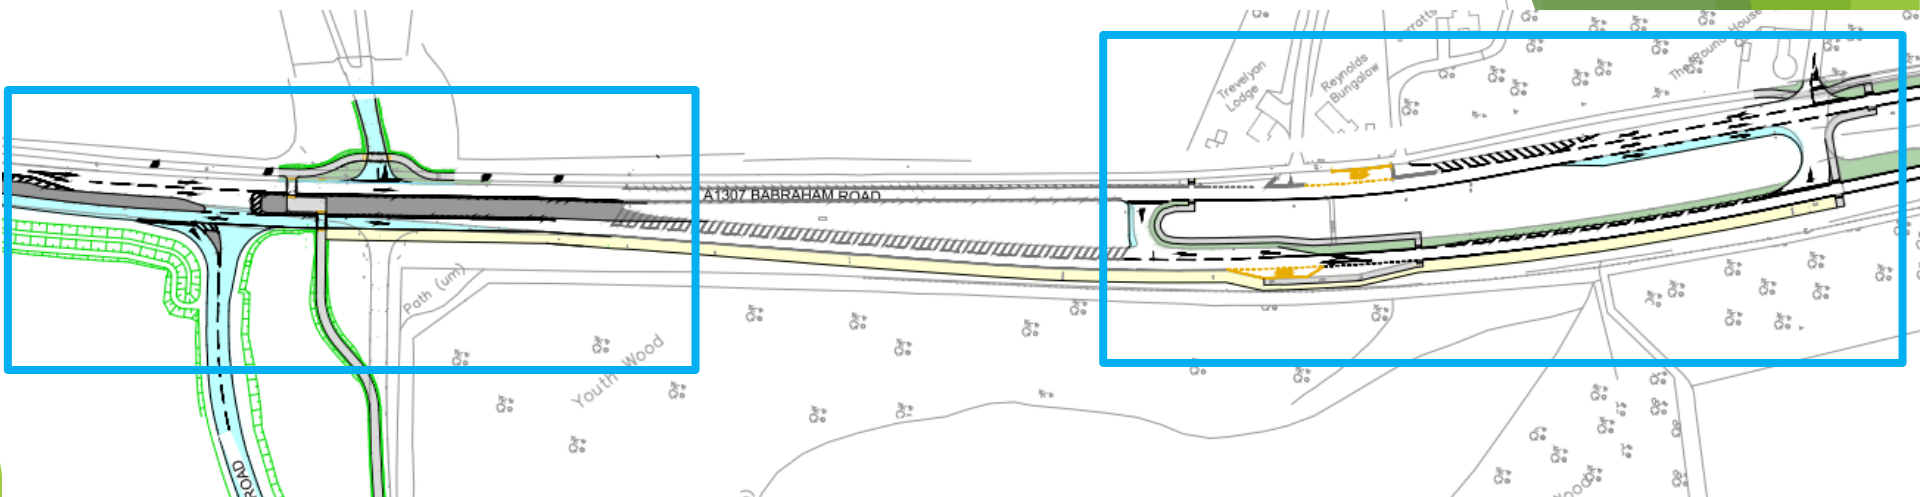 Trevelyan
Lodge
Reynolds
Bungalow
The Round House
A1307 BABRAHAM ROAD
Path (um)
Youth Wood
ROAD